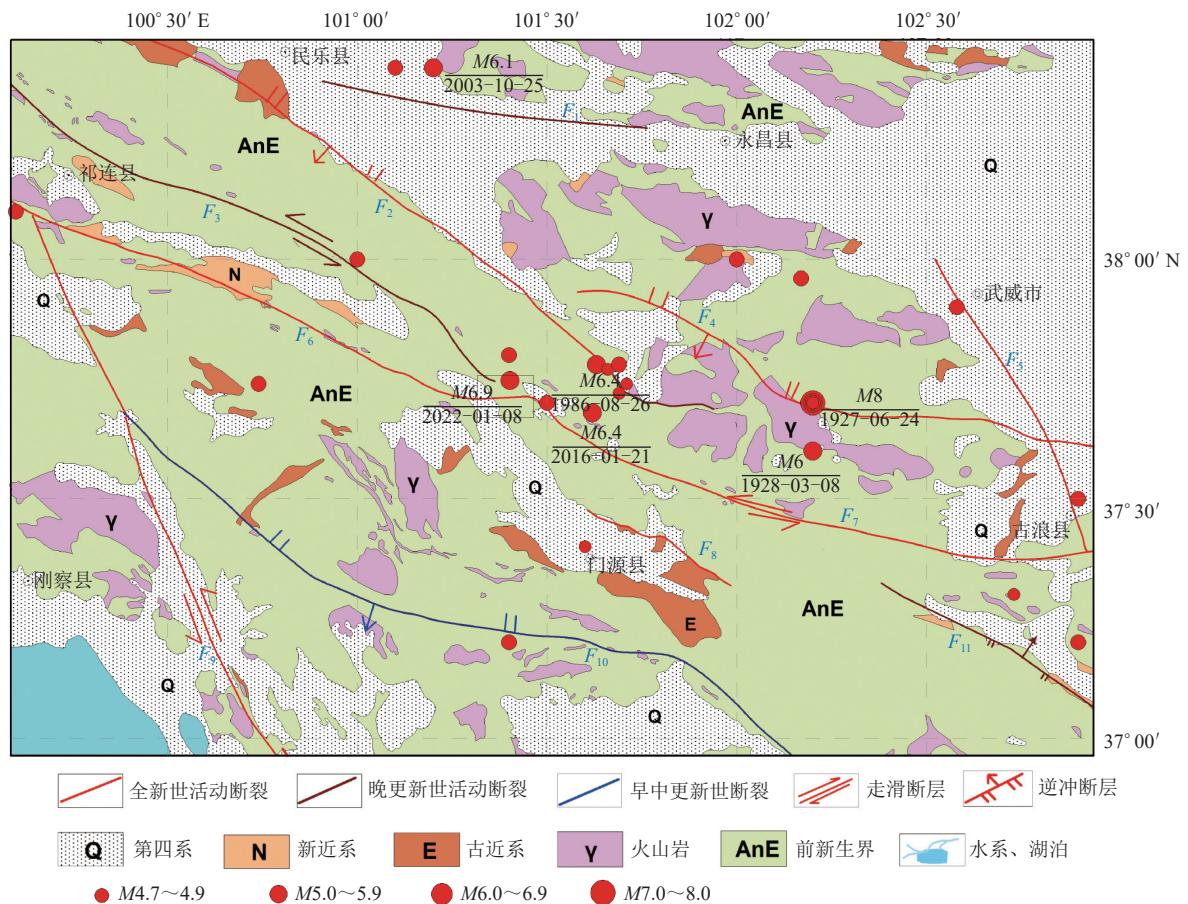 100° 30′ E
101° 00′
101° 30′
102° 00′
102° 30′
民乐县
M6.1
2003-10-25
F1
AnE
永昌县
AnE
Q
祁连县
F3
F2
γ
N
Q
38° 00′ N
武威市
F4
F6
F5
AnE
M6.9
2022-01-08
M6.4
1986-08-26
M8
1927-06-24
M6.4
2016-01-21
γ
M6
1928-03-08
γ
Q
37° 30′
γ
F7
Q
古浪县
F8
门源县
刚察县
AnE
E
F9
F10
F11
Q
Q
37° 00′
全新世活动断裂
晚更新世活动断裂
早中更新世断裂
走滑断层
逆冲断层
Q 第四系
N 新近系
E 古近系
γ 火山岩
AnE 前新生界
水系、湖泊
M4.7～4.9
M5.0～5.9
M6.0～6.9
M7.0～8.0